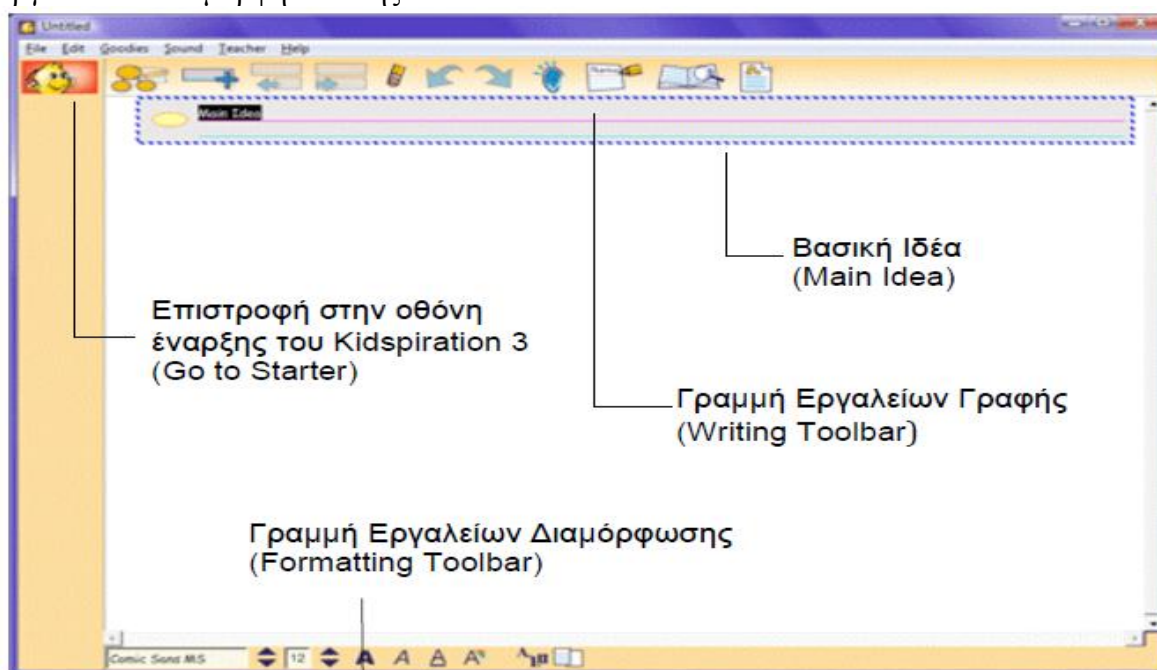 Untitled
File Edit Goodies Sound Teacher Help
Main Idea
Βασική Ιδέα
(Main Idea)
Επιστροφή στην οθόνη
έναρξης του Kidspiration 3
(Go to Starter)
Γραμμή Εργαλείων Γραφής
(Writing Toolbar)
Γραμμή Εργαλείων Διαμόρφωσης
(Formatting Toolbar)
Comic Sans MS 12 A A A A